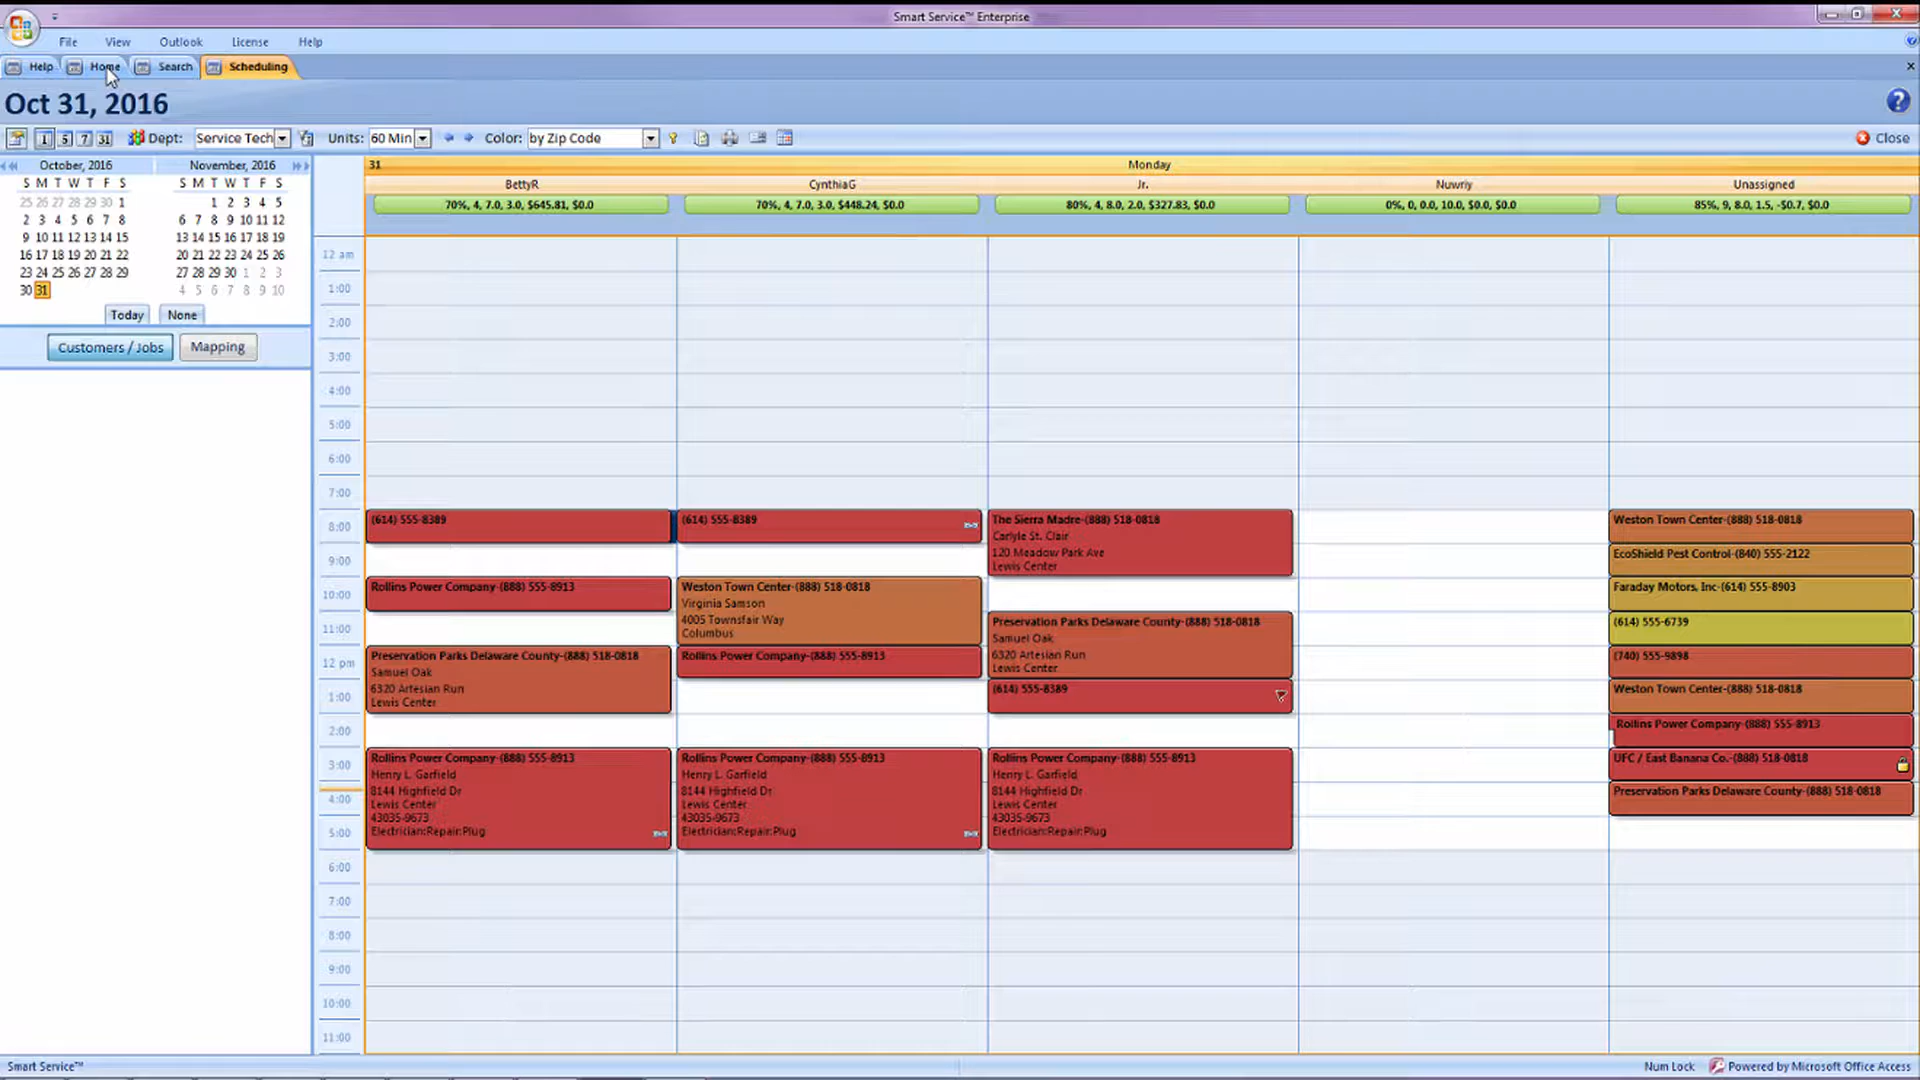 Smart Service™ Enterprise
File View Outlook License Help
Help Home Search Scheduling
Oct 31, 2016
1 5 7 31 Dept: Service Tech Units: 60 Min Color: by Zip Code Close
October, 2016 November, 2016
S M T W T F S S M T W T F S
25 26 27 28 29 30 1 1 2 3 4 5
2 3 4 5 6 7 8 6 7 8 9 10 11 12
9 10 11 12 13 14 15 13 14 15 16 17 18 19
16 17 18 19 20 21 22 20 21 22 23 24 25 26
23 24 25 26 27 28 29 27 28 29 30 1 2 3
30 31 4 5 6 7 8 9 10
Today None
Customers / Jobs Mapping
31 Monday
BettyR CynthiaG Jr. Nuwriy Unassigned
70%, 4, 7.0, 3.0, $645.81, $0.0 70%, 4, 7.0, 3.0, $448.24, $0.0 80%, 4, 8.0, 2.0, $327.83, $0.0 0%, 0, 0.0, 10.0, $0.0, $0.0 85%, 9, 8.0, 1.5, -$0.7, $0.0
12 am
1:00
2:00
3:00
4:00
5:00
6:00
7:00
8:00
9:00
10:00
11:00
12 pm
1:00
2:00
3:00
4:00
5:00
6:00
7:00
8:00
9:00
10:00
11:00
(614) 555-8389
Rollins Power Company-(888) 555-8913
Preservation Parks Delaware County-(888) 518-0818
Samuel Oak
6320 Artesian Run
Lewis Center
Rollins Power Company-(888) 555-8913
Henry L. Garfield
8144 Highfield Dr
Lewis Center
43035-9673
Electrician:Repair:Plug
(614) 555-8389
Weston Town Center-(888) 518-0818
Virginia Samson
4005 Townsfair Way
Columbus
Rollins Power Company-(888) 555-8913
Rollins Power Company-(888) 555-8913
Henry L. Garfield
8144 Highfield Dr
Lewis Center
43035-9673
Electrician:Repair:Plug
The Sierra Madre-(888) 518-0818
Carlyle St. Clair
120 Meadow Park Ave
Lewis Center
Preservation Parks Delaware County-(888) 518-0818
Samuel Oak
6320 Artesian Run
Lewis Center
(614) 555-8389
Rollins Power Company-(888) 555-8913
Henry L. Garfield
8144 Highfield Dr
Lewis Center
43035-9673
Electrician:Repair:Plug
Weston Town Center-(888) 518-0818
EcoShield Pest Control-(840) 555-2122
Faraday Motors, Inc-(614) 555-8903
(614) 555-6739
(740) 555-9898
Weston Town Center-(888) 518-0818
Rollins Power Company-(888) 555-8913
UFC / East Banana Co.-(888) 518-0818
Preservation Parks Delaware County-(888) 518-0818
Smart Service™ Num Lock Powered by Microsoft Office Access